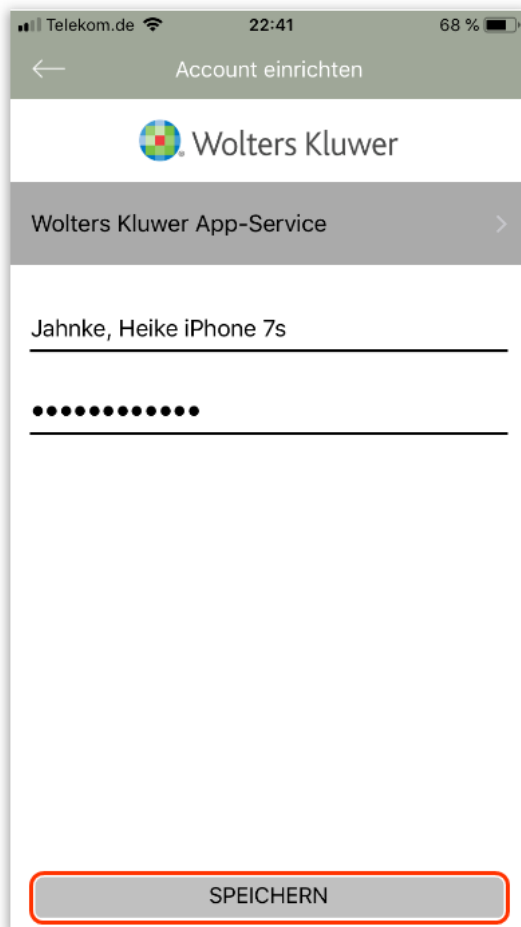 Telekom.de 22:41 68 %
Account einrichten
Wolters Kluwer
Wolters Kluwer App-Service
Jahnke, Heike iPhone 7s
••••••••••••
SPEICHERN